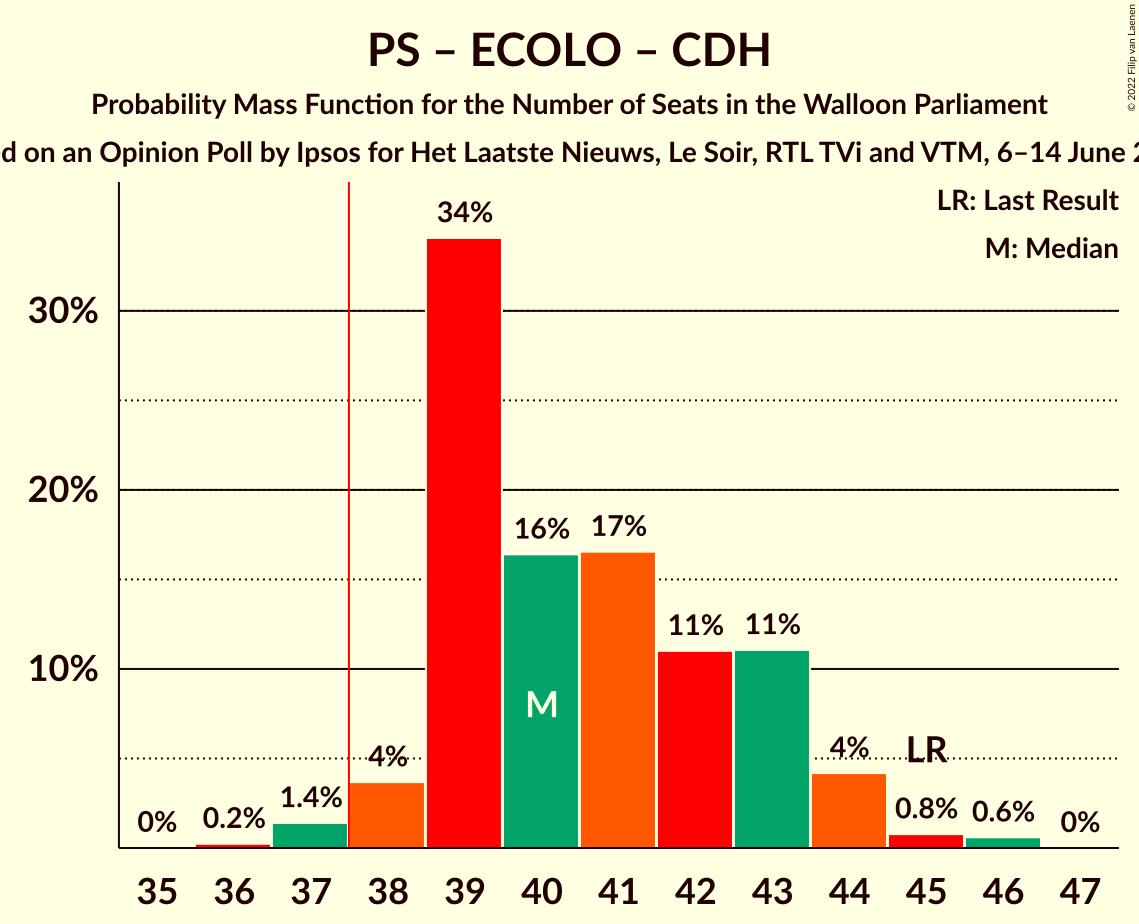 PS – ECOLO – CDH
Probability Mass Function for the Number of Seats in the Walloon Parliament
d on an Opinion Poll by Ipsos for Het Laatste Nieuws, Le Soir, RTL TVi and VTM, 6–14 June 2
© 2022 Filip van Laenen
LR: Last Result
M: Median
30%
20%
10%
0%
0.2%
1.4%
4%
34%
16%
17%
11%
11%
4%
0.8%
0.6%
0%
M
LR
35 36 37 38 39 40 41 42 43 44 45 46 47